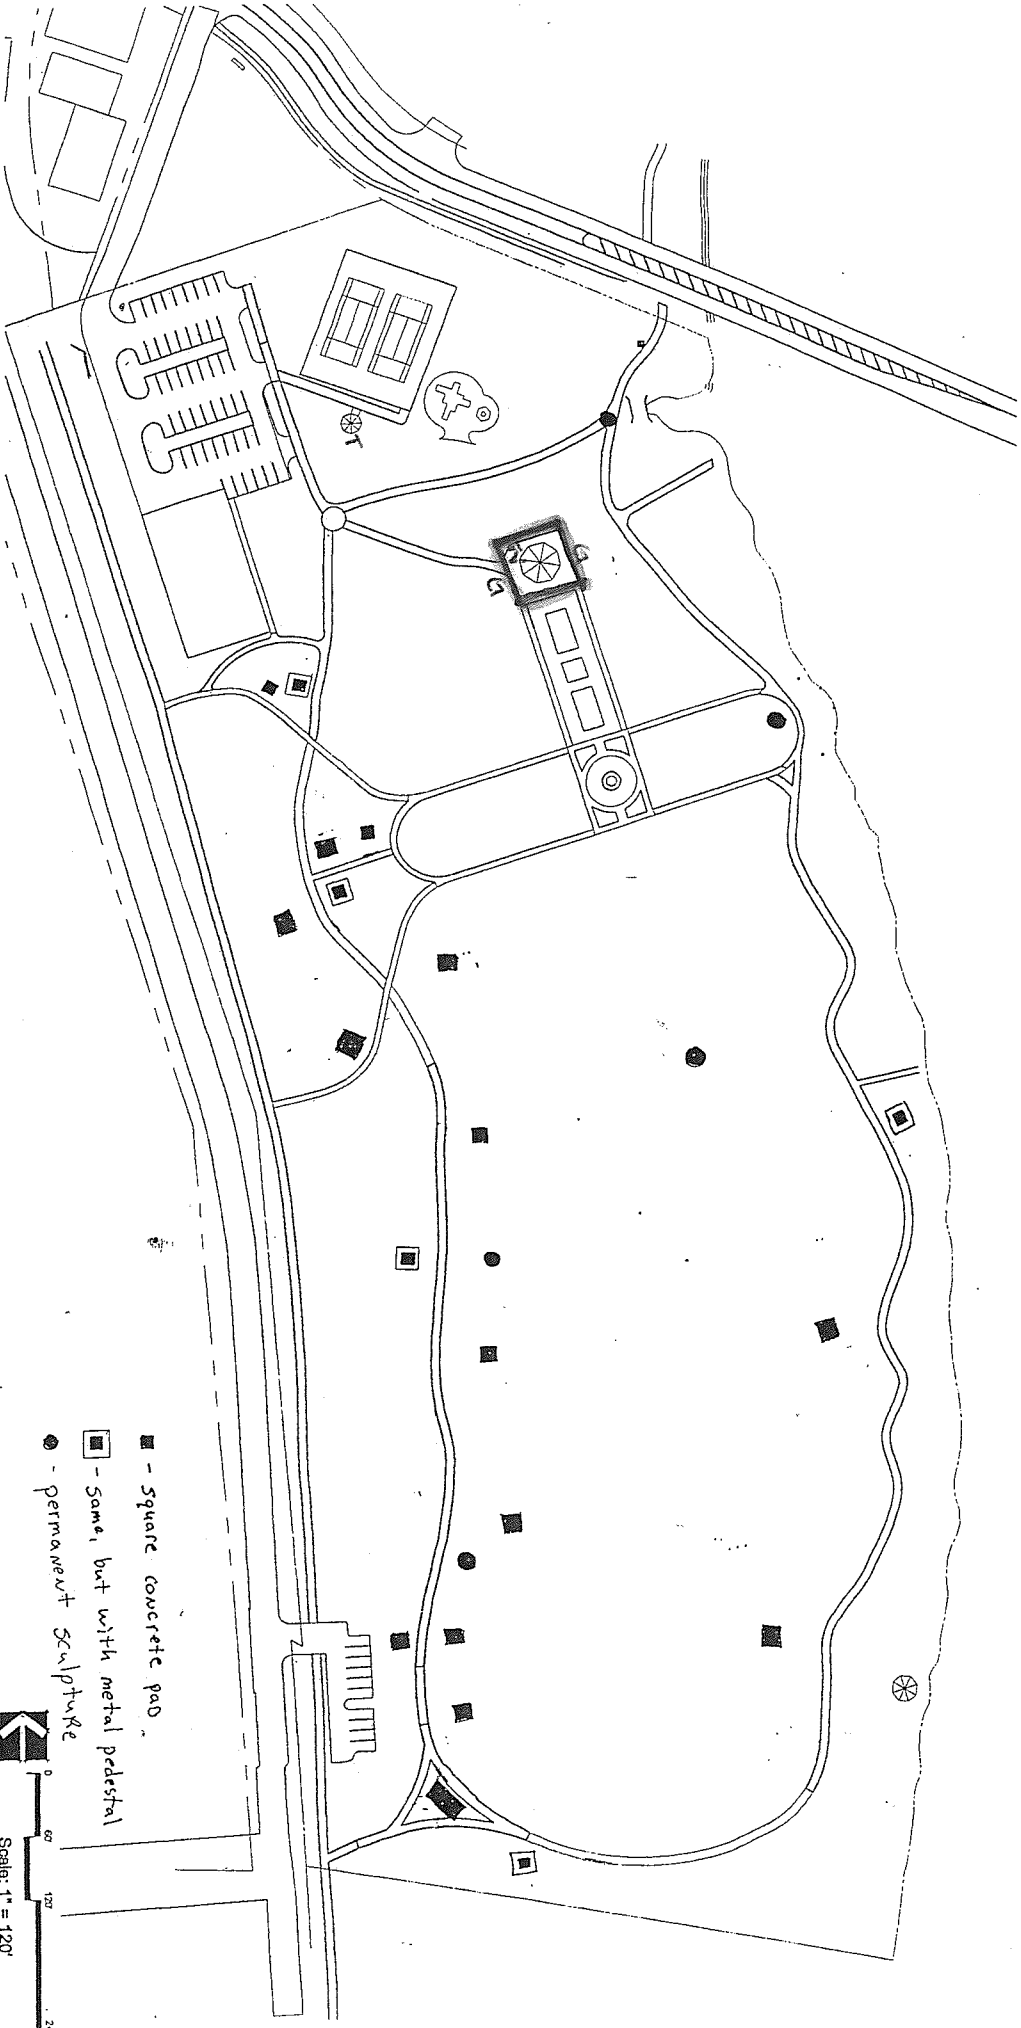 T
G
G
G
■ - square concrete pad.
▣ - same, but with metal pedestal
● - permanent sculpture
0 60' 120'
Scale: 1" = 120'